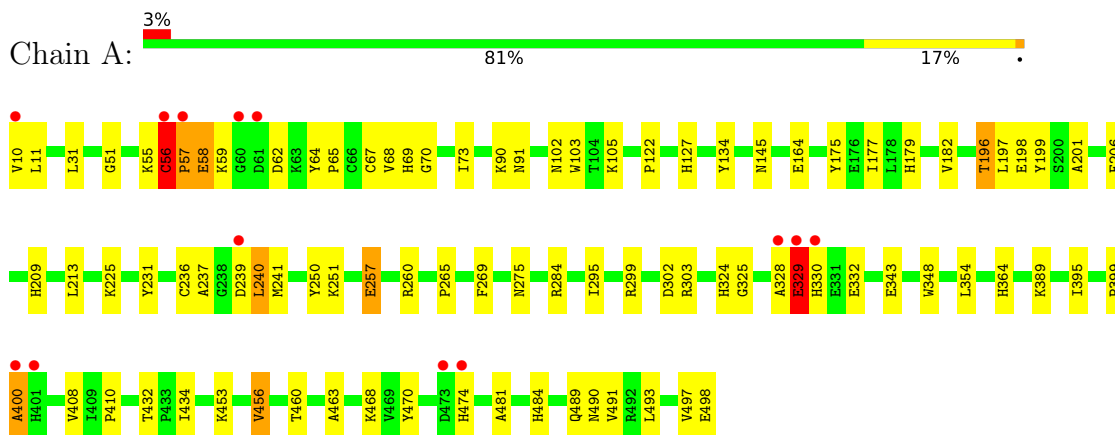 3%
Chain A:
81% 17% •
V10 L11 L31 G51 K55 C56 P57 E58 K59 G60 D61 D62 K63 Y64 P65 C66 C67 V68 H69 G70 I73 K90 N91 N102 W103 T104 K105 P122 H127 Y134 N145 E164 Y175 E176 I177 L178 H179 V182 T196 L197 E198 Y199 S200 A201
H209 L213 K225 Y231 C236 A237 G238 D239 L240 M241 Y250 K251 E257 R260 P265 F269 N275 R284 I295 R299 D302 R303 H324 G325 A328 E329 H330 E331 E332 E343 W348 L354 H364 K389 I395
A400 H401 V408 I409 P410 T432 P433 I434 K453 V456 T460 A463 K468 V469 Y470 D473 H474 A481 H484 Q489 N490 V491 R492 L493 V497 E498